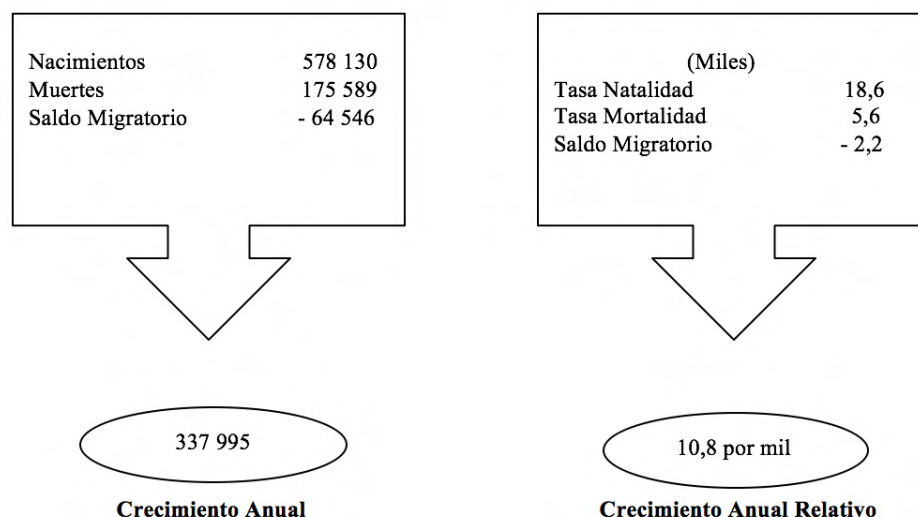 Nacimientos 578 130
Muertes 175 589
Saldo Migratorio - 64 546
337 995
Crecimiento Anual
(Miles)
Tasa Natalidad 18,6
Tasa Mortalidad 5,6
Saldo Migratorio - 2,2
10,8 por mil
Crecimiento Anual Relativo